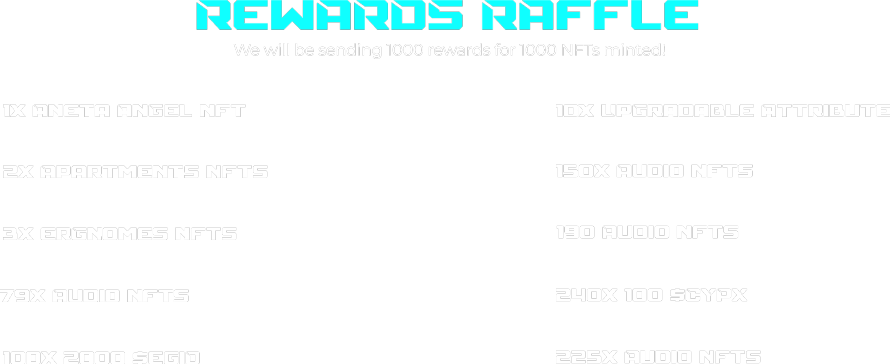 REWARDS RAFFLE
We will be sending 1000 rewards for 1000 NFTs minted!
1X ANETA ANGEL NFT
10X UPGRADABLE ATTRIBUTE
2X APARTMENTS NFTS
150X AUDIO NFTS
3X ERGNOMES NFTS
190 AUDIO NFTS
79X AUDIO NFTS
240X 100 $CYPX
100X 2000 $EGIO
225X AUDIO NFTS